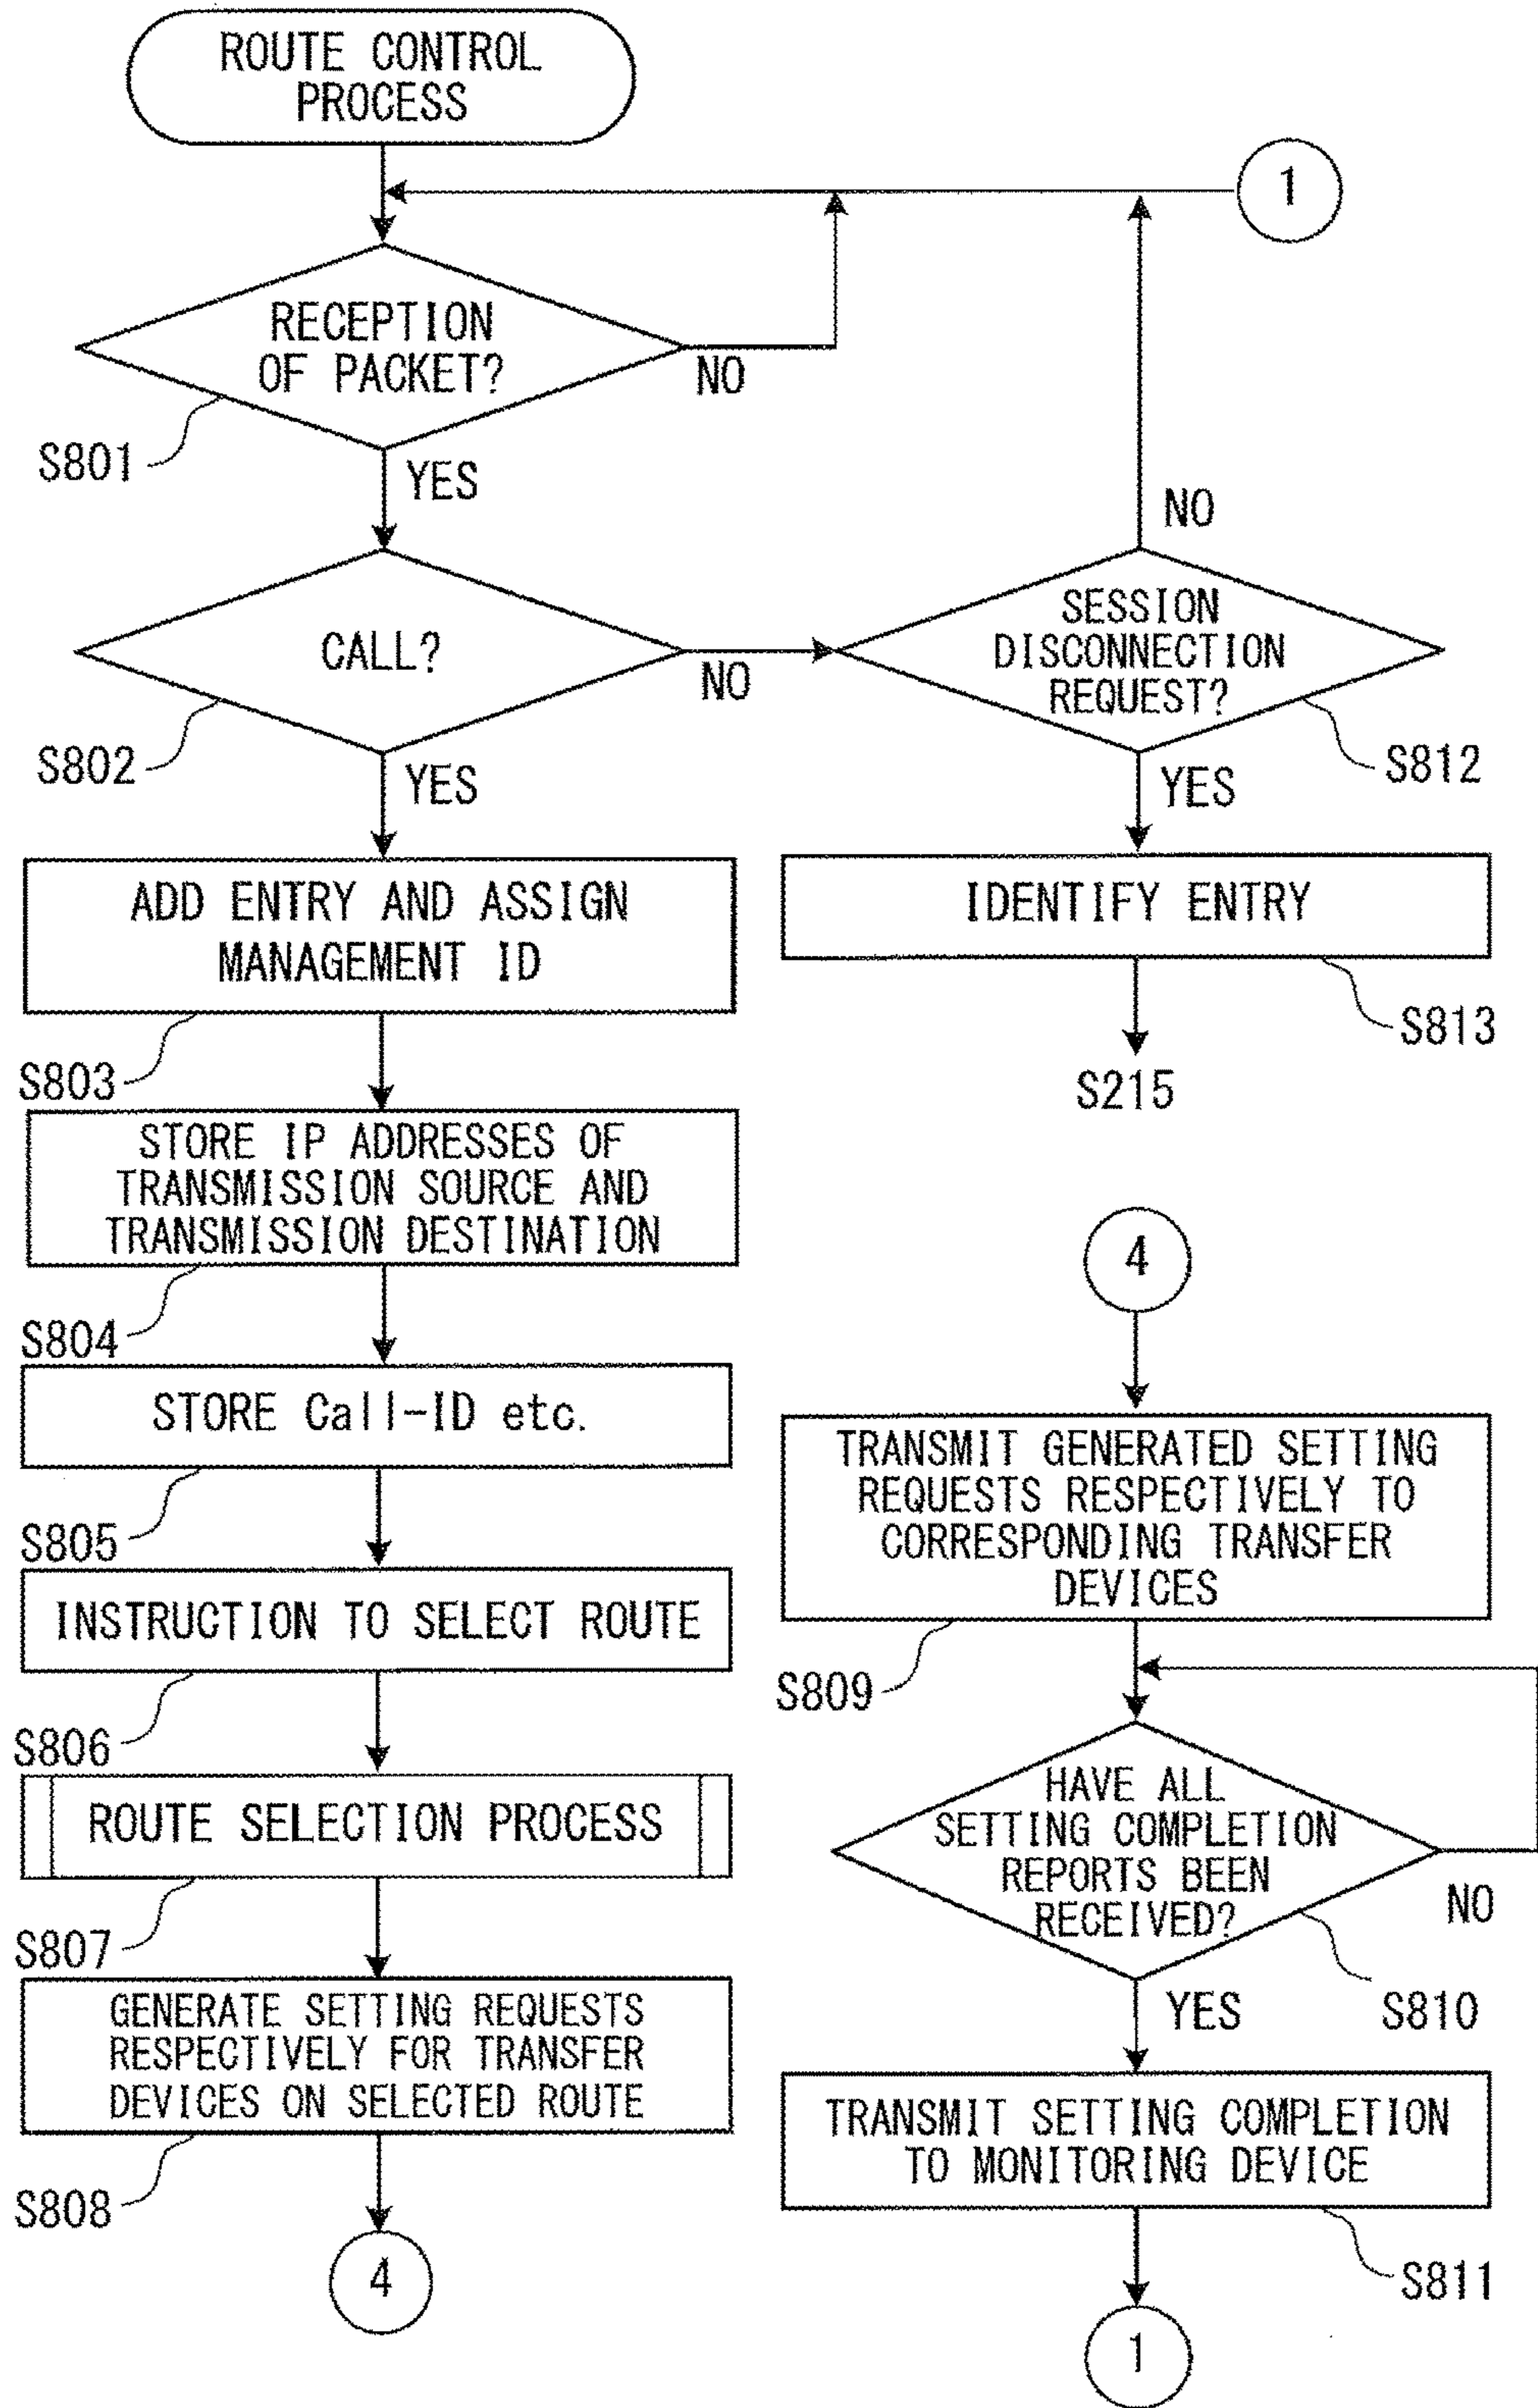 ROUTE CONTROL
PROCESS
1
RECEPTION
OF PACKET?
NO
S801
YES
CALL?
NO
S802
YES
SESSION
DISCONNECTION
REQUEST?
NO
S812
YES
ADD ENTRY AND ASSIGN
MANAGEMENT ID
S803
IDENTIFY ENTRY
S813
S215
STORE IP ADDRESSES OF
TRANSMISSION SOURCE AND
TRANSMISSION DESTINATION
S804
STORE Call-ID etc.
S805
INSTRUCTION TO SELECT ROUTE
S806
ROUTE SELECTION PROCESS
S807
GENERATE SETTING REQUESTS
RESPECTIVELY FOR TRANSFER
DEVICES ON SELECTED ROUTE
S808
4
4
TRANSMIT GENERATED SETTING
REQUESTS RESPECTIVELY TO
CORRESPONDING TRANSFER
DEVICES
S809
HAVE ALL
SETTING COMPLETION
REPORTS BEEN
RECEIVED?
NO
S810
YES
TRANSMIT SETTING COMPLETION
TO MONITORING DEVICE
S811
1